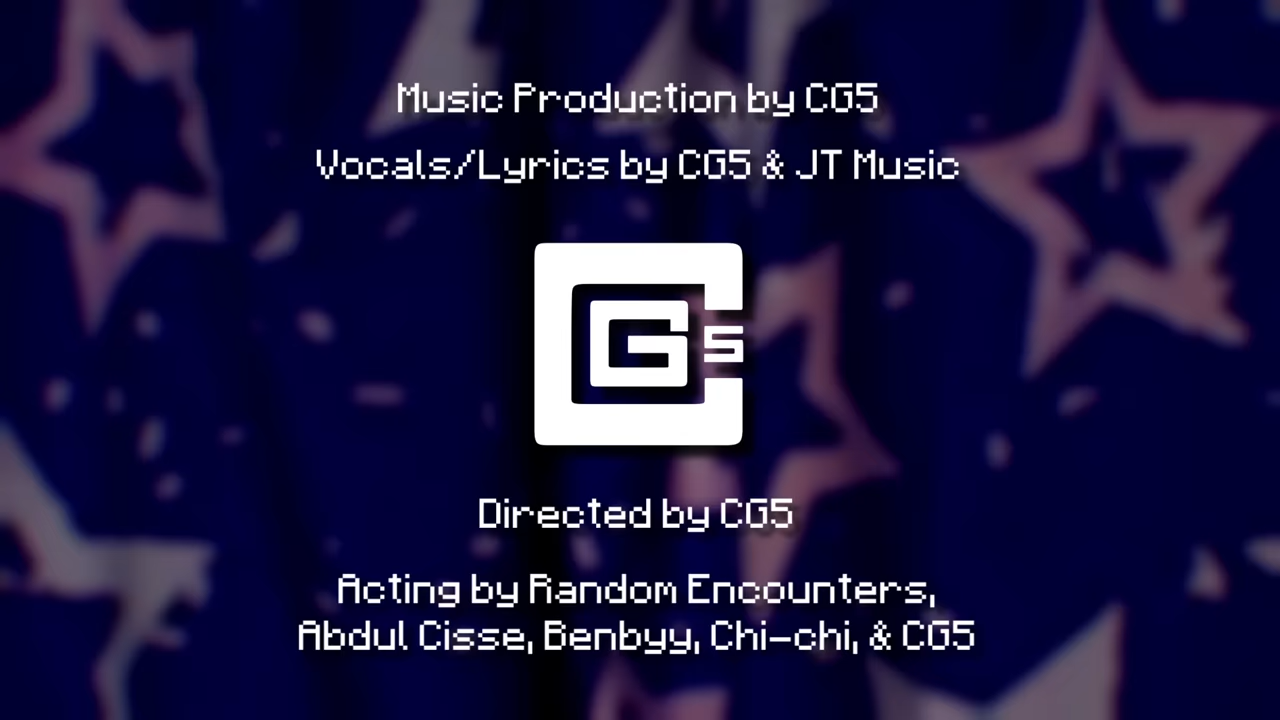 Music Production by CG5
Vocals/Lyrics by CG5 & JT Music
CG5
Directed by CG5
Acting by Random Encounters,
Abdul Cisse, Benbyy, Chi-chi, & CG5